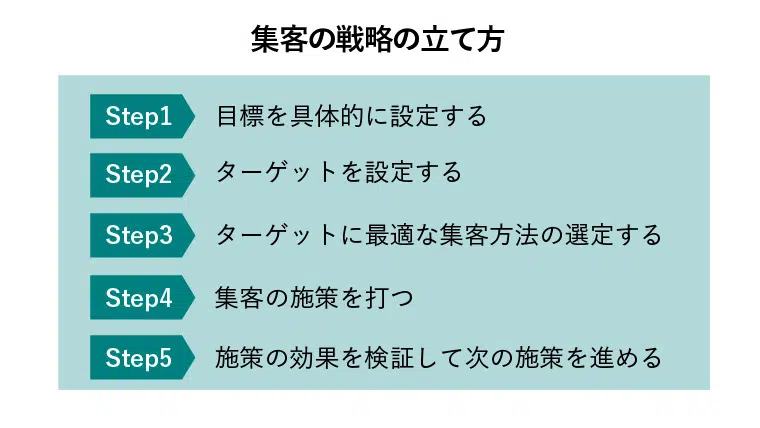 集客の戦略の立て方
Step1 目標を具体的に設定する
Step2 ターゲットを設定する
Step3 ターゲットに最適な集客方法の選定する
Step4 集客の施策を打つ
Step5 施策の効果を検証して次の施策を進める